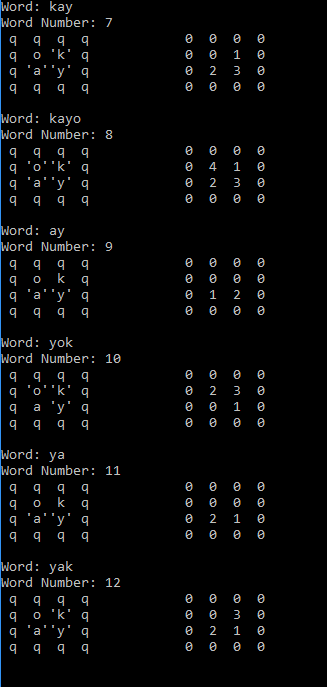 Word: kay
Word Number: 7
q  q  q  q            0  0  0  0
q  o 'k' q            0  0  1  0
q 'a''y' q            0  2  3  0
q  q  q  q            0  0  0  0
Word: kayo
Word Number: 8
q  q  q  q            0  0  0  0
q 'o''k' q            0  4  1  0
q 'a''y' q            0  2  3  0
q  q  q  q            0  0  0  0
Word: ay
Word Number: 9
q  q  q  q            0  0  0  0
q  o  k  q            0  0  0  0
q 'a''y' q            0  1  2  0
q  q  q  q            0  0  0  0
Word: yok
Word Number: 10
q  q  q  q            0  0  0  0
q 'o''k' q            0  2  3  0
q  a 'y' q            0  0  1  0
q  q  q  q            0  0  0  0
Word: ya
Word Number: 11
q  q  q  q            0  0  0  0
q  o  k  q            0  0  0  0
q 'a''y' q            0  2  1  0
q  q  q  q            0  0  0  0
Word: yak
Word Number: 12
q  q  q  q            0  0  0  0
q  o 'k' q            0  0  3  0
q 'a''y' q            0  2  1  0
q  q  q  q            0  0  0  0